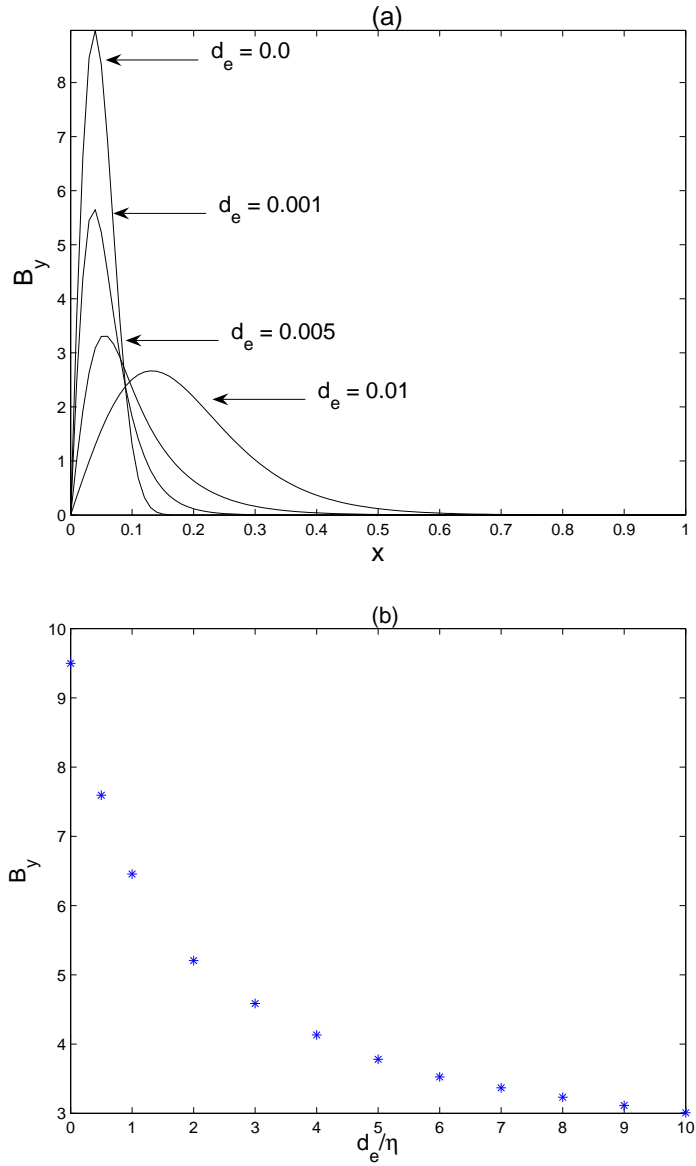 (a)
d_e = 0.0
8
7
6
d_e = 0.001
5
B_y
4
d_e = 0.005
3
d_e = 0.01
2
1
0
0 0.1 0.2 0.3 0.4 0.5 0.6 0.7 0.8 0.9 1
x
(b)
10
9
8
7
B_y
6
5
4
3
0 1 2 3 4 5 6 7 8 9 10
d_e/η